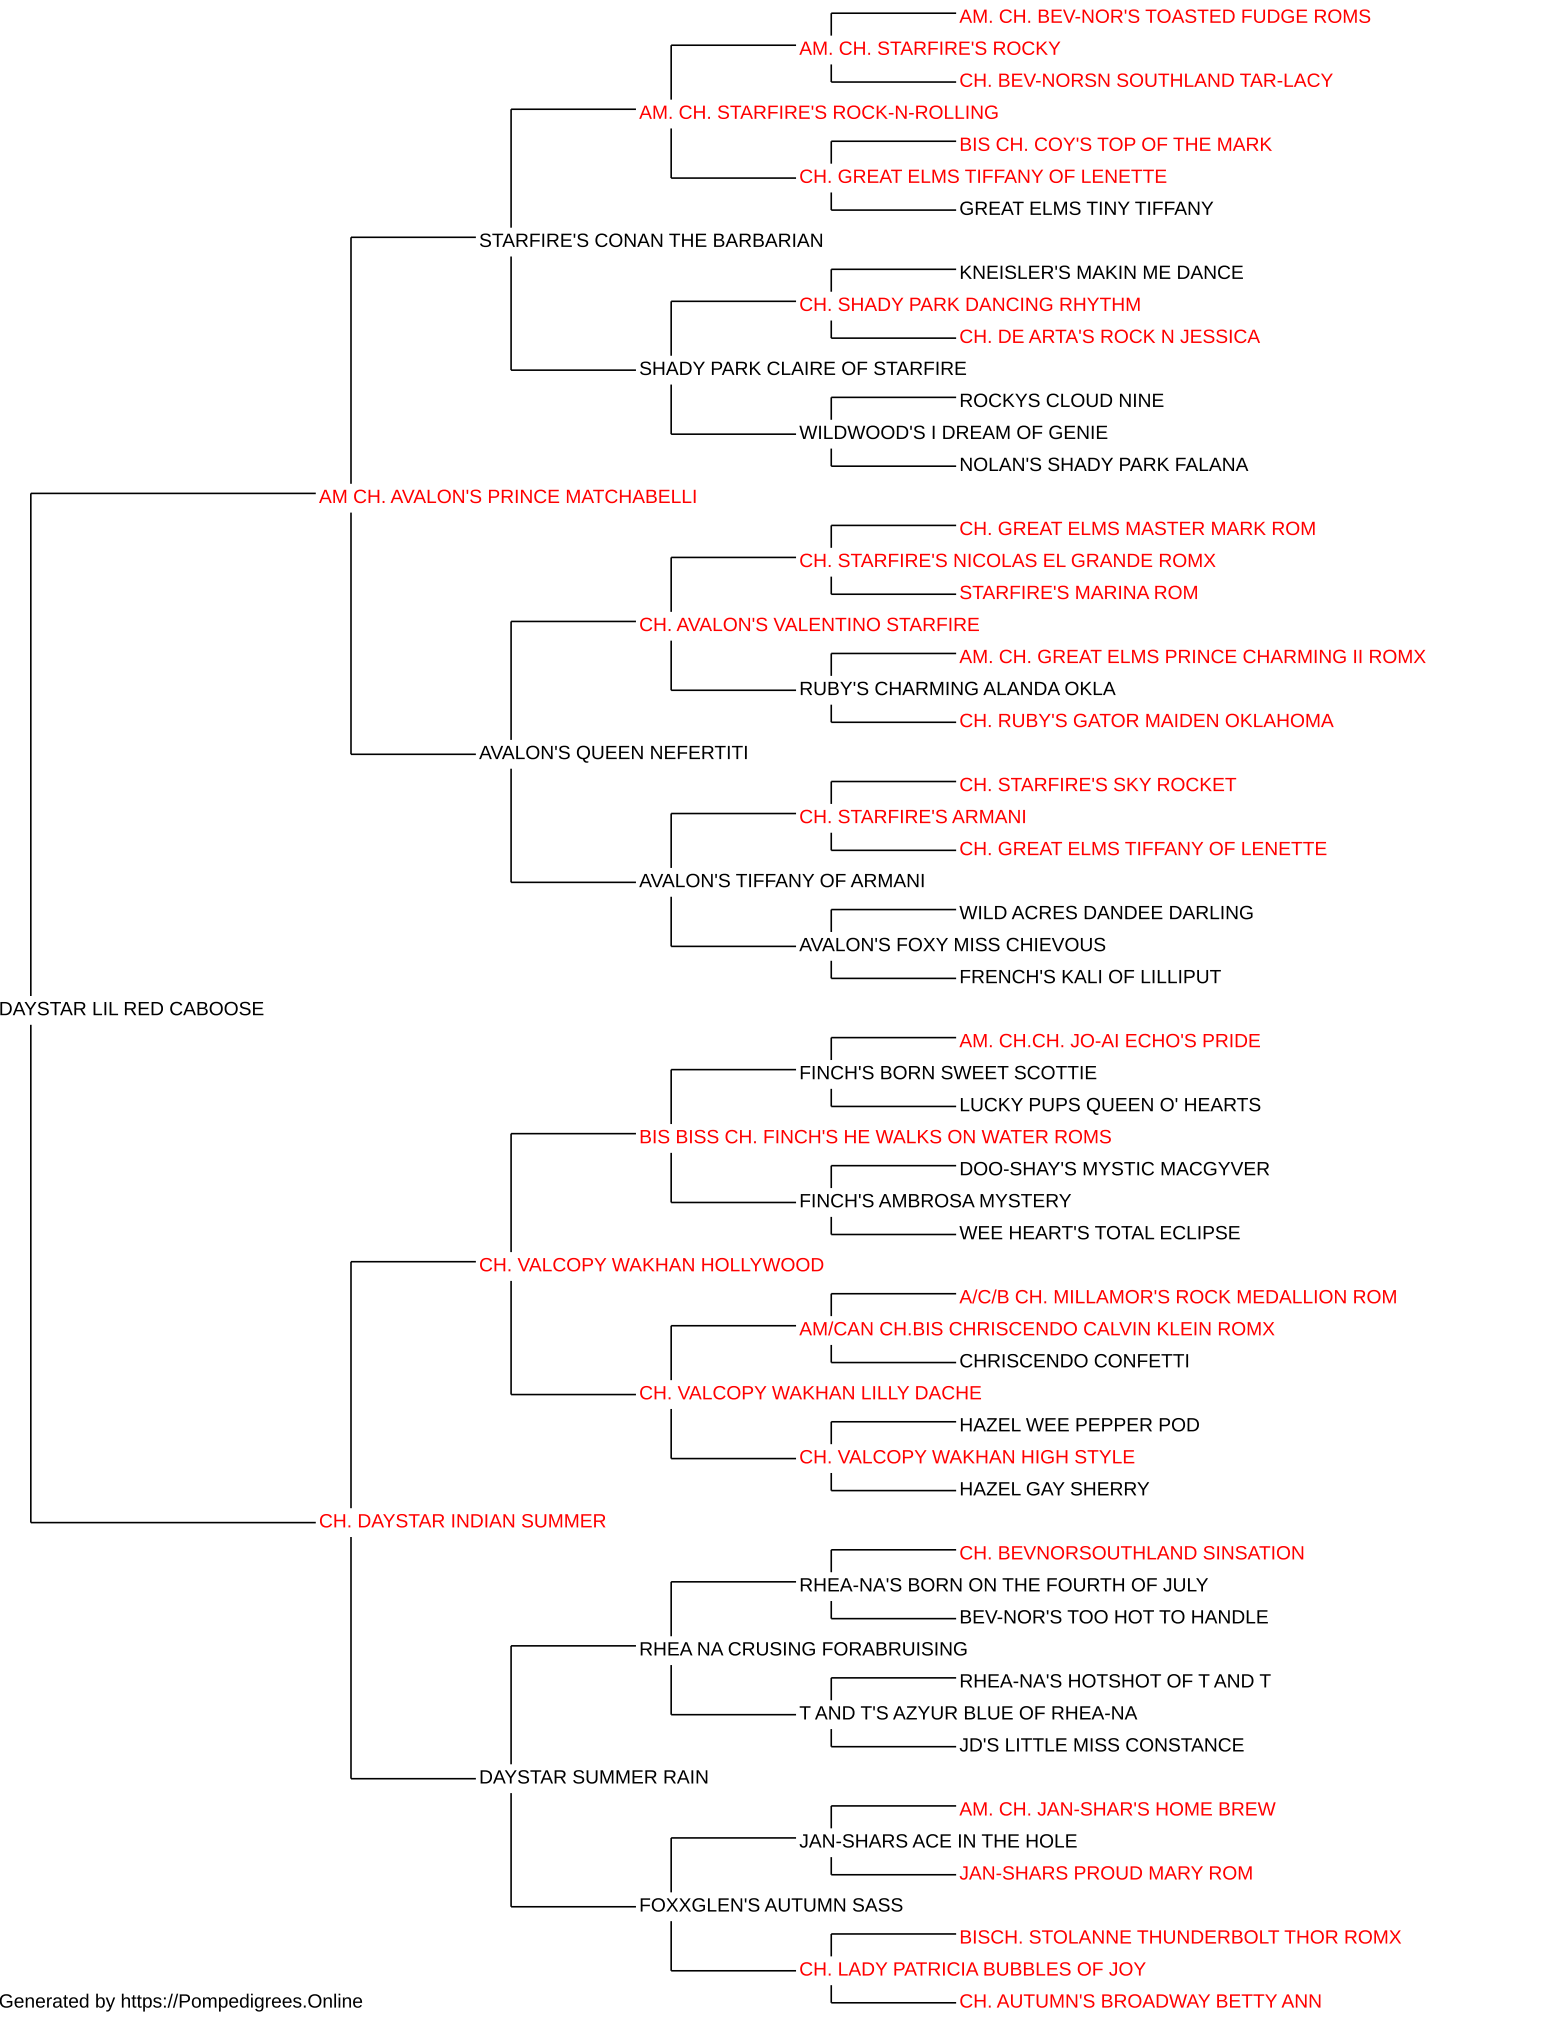 AM. CH. BEV-NOR'S TOASTED FUDGE ROMS
AM. CH. STARFIRE'S ROCKY
CH. BEV-NORSN SOUTHLAND TAR-LACY
AM. CH. STARFIRE'S ROCK-N-ROLLING
BIS CH. COY'S TOP OF THE MARK
CH. GREAT ELMS TIFFANY OF LENETTE
GREAT ELMS TINY TIFFANY
STARFIRE'S CONAN THE BARBARIAN
KNEISLER'S MAKIN ME DANCE
CH. SHADY PARK DANCING RHYTHM
CH. DE ARTA'S ROCK N JESSICA
SHADY PARK CLAIRE OF STARFIRE
ROCKYS CLOUD NINE
WILDWOOD'S I DREAM OF GENIE
NOLAN'S SHADY PARK FALANA
AM CH. AVALON'S PRINCE MATCHABELLI
CH. GREAT ELMS MASTER MARK ROM
CH. STARFIRE'S NICOLAS EL GRANDE ROMX
STARFIRE'S MARINA ROM
CH. AVALON'S VALENTINO STARFIRE
AM. CH. GREAT ELMS PRINCE CHARMING II ROMX
RUBY'S CHARMING ALANDA OKLA
CH. RUBY'S GATOR MAIDEN OKLAHOMA
AVALON'S QUEEN NEFERTITI
CH. STARFIRE'S SKY ROCKET
CH. STARFIRE'S ARMANI
CH. GREAT ELMS TIFFANY OF LENETTE
AVALON'S TIFFANY OF ARMANI
WILD ACRES DANDEE DARLING
AVALON'S FOXY MISS CHIEVOUS
FRENCH'S KALI OF LILLIPUT
DAYSTAR LIL RED CABOOSE
AM. CH.CH. JO-AI ECHO'S PRIDE
FINCH'S BORN SWEET SCOTTIE
LUCKY PUPS QUEEN O' HEARTS
BIS BISS CH. FINCH'S HE WALKS ON WATER ROMS
DOO-SHAY'S MYSTIC MACGYVER
FINCH'S AMBROSA MYSTERY
WEE HEART'S TOTAL ECLIPSE
CH. VALCOPY WAKHAN HOLLYWOOD
A/C/B CH. MILLAMOR'S ROCK MEDALLION ROM
AM/CAN CH.BIS CHRISCENDO CALVIN KLEIN ROMX
CHRISCENDO CONFETTI
CH. VALCOPY WAKHAN LILLY DACHE
HAZEL WEE PEPPER POD
CH. VALCOPY WAKHAN HIGH STYLE
HAZEL GAY SHERRY
CH. DAYSTAR INDIAN SUMMER
CH. BEVNORSOUTHLAND SINSATION
RHEA-NA'S BORN ON THE FOURTH OF JULY
BEV-NOR'S TOO HOT TO HANDLE
RHEA NA CRUSING FORABRUISING
RHEA-NA'S HOTSHOT OF T AND T
T AND T'S AZYUR BLUE OF RHEA-NA
JD'S LITTLE MISS CONSTANCE
DAYSTAR SUMMER RAIN
AM. CH. JAN-SHAR'S HOME BREW
JAN-SHARS ACE IN THE HOLE
JAN-SHARS PROUD MARY ROM
FOXXGLEN'S AUTUMN SASS
BISCH. STOLANNE THUNDERBOLT THOR ROMX
CH. LADY PATRICIA BUBBLES OF JOY
CH. AUTUMN'S BROADWAY BETTY ANN
Generated by https://Pompedigrees.Online